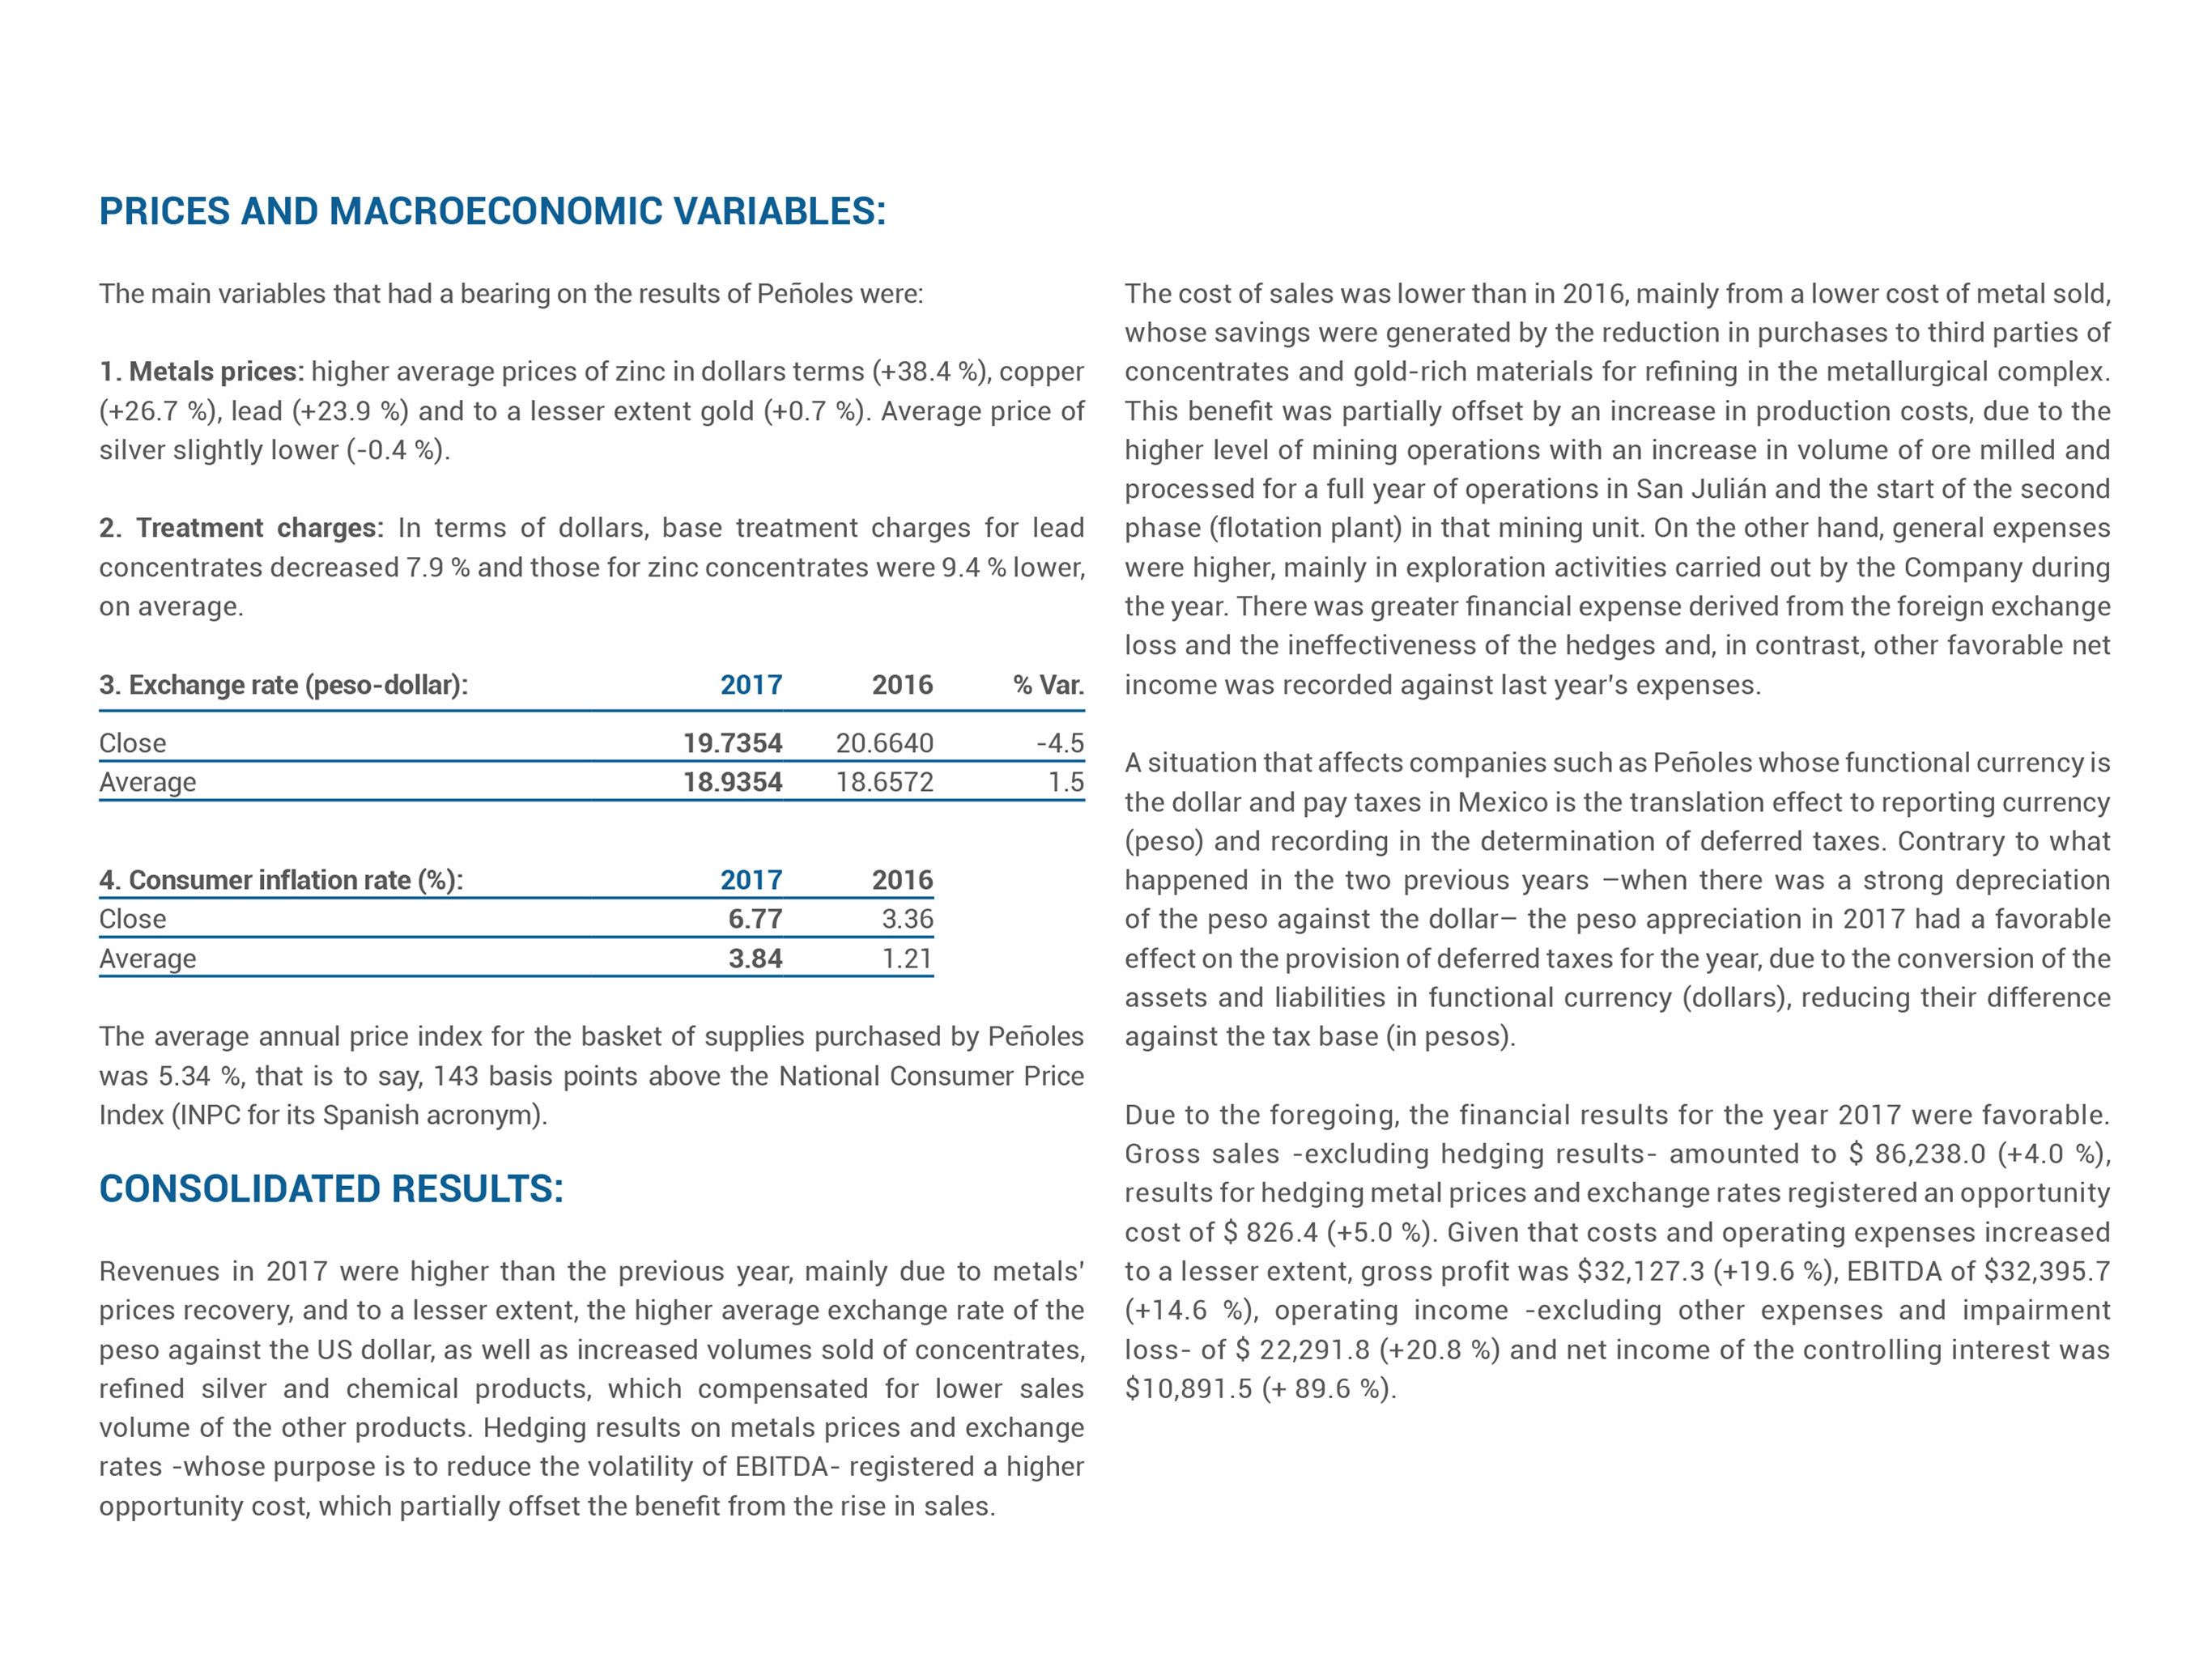 PRICES AND MACROECONOMIC VARIABLES:
The main variables that had a bearing on the results of Peñoles were:
1. Metals prices: higher average prices of zinc in dollars terms (+38.4 %), copper
(+26.7 %), lead (+23.9 %) and to a lesser extent gold (+0.7 %). Average price of
silver slightly lower (-0.4 %).
2. Treatment charges: In terms of dollars, base treatment charges for lead
concentrates decreased 7.9 % and those for zinc concentrates were 9.4 % lower,
on average.
3. Exchange rate (peso-dollar): 2017 2016 % Var.
Close 19.7354 20.6640 -4.5
Average 18.9354 18.6572 1.5
4. Consumer inflation rate (%): 2017 2016
Close 6.77 3.36
Average 3.84 1.21
The average annual price index for the basket of supplies purchased by Peñoles
was 5.34 %, that is to say, 143 basis points above the National Consumer Price
Index (INPC for its Spanish acronym).
CONSOLIDATED RESULTS:
Revenues in 2017 were higher than the previous year, mainly due to metals'
prices recovery, and to a lesser extent, the higher average exchange rate of the
peso against the US dollar, as well as increased volumes sold of concentrates,
refined silver and chemical products, which compensated for lower sales
volume of the other products. Hedging results on metals prices and exchange
rates -whose purpose is to reduce the volatility of EBITDA- registered a higher
opportunity cost, which partially offset the benefit from the rise in sales.
The cost of sales was lower than in 2016, mainly from a lower cost of metal sold,
whose savings were generated by the reduction in purchases to third parties of
concentrates and gold-rich materials for refining in the metallurgical complex.
This benefit was partially offset by an increase in production costs, due to the
higher level of mining operations with an increase in volume of ore milled and
processed for a full year of operations in San Julián and the start of the second
phase (flotation plant) in that mining unit. On the other hand, general expenses
were higher, mainly in exploration activities carried out by the Company during
the year. There was greater financial expense derived from the foreign exchange
loss and the ineffectiveness of the hedges and, in contrast, other favorable net
income was recorded against last year's expenses.
A situation that affects companies such as Peñoles whose functional currency is
the dollar and pay taxes in Mexico is the translation effect to reporting currency
(peso) and recording in the determination of deferred taxes. Contrary to what
happened in the two previous years –when there was a strong depreciation
of the peso against the dollar– the peso appreciation in 2017 had a favorable
effect on the provision of deferred taxes for the year, due to the conversion of the
assets and liabilities in functional currency (dollars), reducing their difference
against the tax base (in pesos).
Due to the foregoing, the financial results for the year 2017 were favorable.
Gross sales -excluding hedging results- amounted to $ 86,238.0 (+4.0 %),
results for hedging metal prices and exchange rates registered an opportunity
cost of $ 826.4 (+5.0 %). Given that costs and operating expenses increased
to a lesser extent, gross profit was $32,127.3 (+19.6 %), EBITDA of $32,395.7
(+14.6 %), operating income -excluding other expenses and impairment
loss- of $ 22,291.8 (+20.8 %) and net income of the controlling interest was
$10,891.5 (+ 89.6 %).